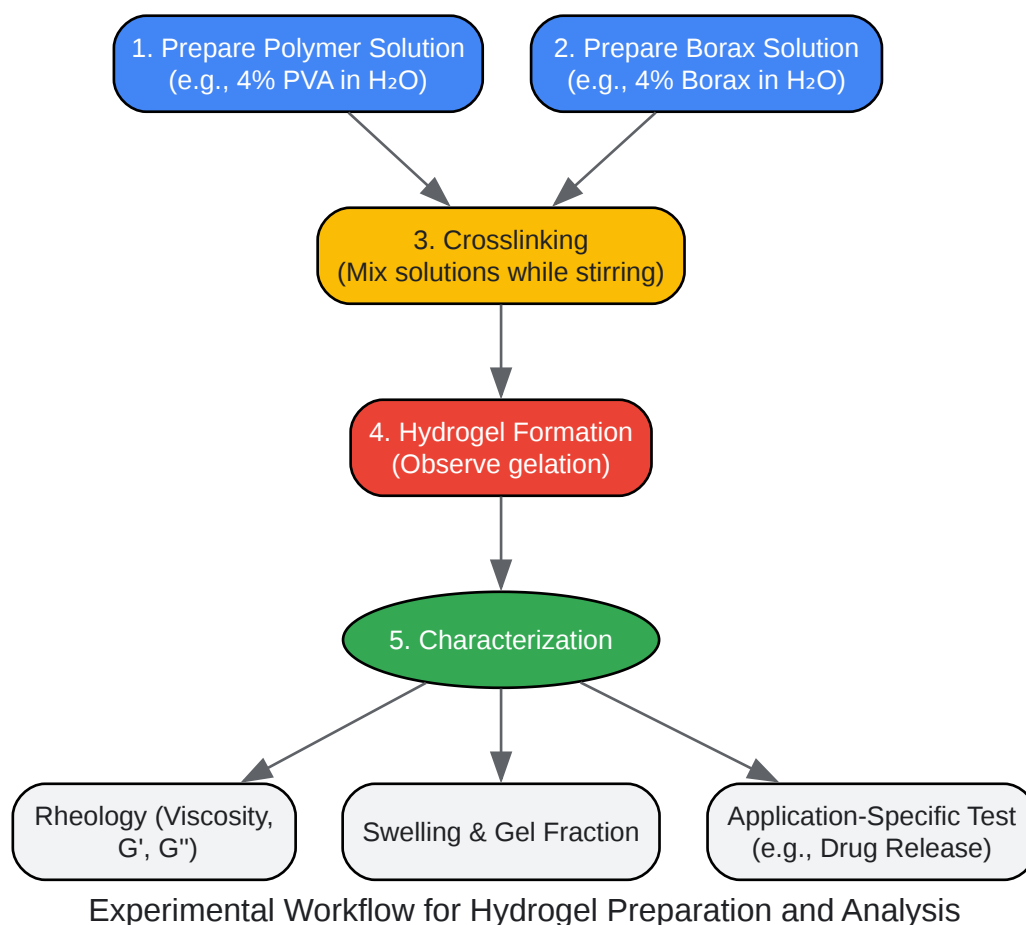 1. Prepare Polymer Solution
(e.g., 4% PVA in H₂O)
2. Prepare Borax Solution
(e.g., 4% Borax in H₂O)
3. Crosslinking
(Mix solutions while stirring)
4. Hydrogel Formation
(Observe gelation)
5. Characterization
Rheology (Viscosity,
G', G'')
Swelling & Gel Fraction
Application-Specific Test
(e.g., Drug Release)
Experimental Workflow for Hydrogel Preparation and Analysis